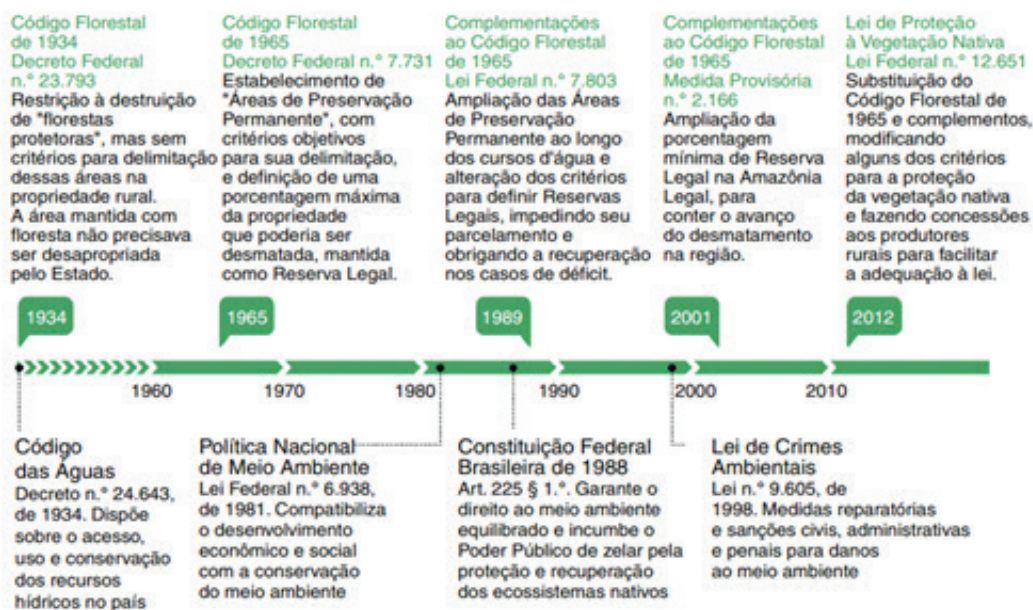 Código Florestal
de 1934
Decreto Federal
n.° 23.793
Restrição à destruição
de "florestas
protetoras", mas sem
critérios para delimitação
dessas áreas na
propriedade rural.
A área mantida com
floresta não precisava
ser desapropriada
pelo Estado.
Código Florestal
de 1965
Decreto Federal n.° 7.731
Estabelecimento de
"Áreas de Preservação
Permanente", com
critérios objetivos
para sua delimitação,
e definição de uma
porcentagem máxima
da propriedade
que poderia ser
desmatada, mantida
como Reserva Legal.
Complementações
ao Código Florestal
de 1965
Lei Federal n.° 7.803
Ampliação das Áreas
de Preservação
Permanente ao longo
dos cursos d'água e
alteração dos critérios
para definir Reservas
Legais, impedindo seu
parcelamento e
obrigando a recuperação
nos casos de déficit.
Complementações
ao Código Florestal
de 1965
Medida Provisória
n.° 2.166
Ampliação da
porcentagem
mínima de Reserva
Legal na Amazônia
Legal, para
conter o avanço
do desmatamento
na região.
Lei de Proteção
à Vegetação Nativa
Lei Federal n.° 12.651
Substituição do
Código Florestal de
1965 e complementos,
modificando
alguns dos critérios
para a proteção
da vegetação nativa
e fazendo concessões
aos produtores
rurais para facilitar
a adequação à lei.
1934
1965
1989
2001
2012
1960
1970
1980
1990
2000
2010
Código
das Águas
Decreto n.° 24.643,
de 1934. Dispõe
sobre o acesso,
uso e conservação
dos recursos
hídricos no país
Política Nacional
de Meio Ambiente
Lei Federal n.° 6.938,
de 1981. Compatibiliza
o desenvolvimento
econômico e social
com a conservação
do meio ambiente
Constituição Federal
Brasileira de 1988
Art. 225 § 1.°. Garante o
direito ao meio ambiente
equilibrado e incumbe o
Poder Público de zelar pela
proteção e recuperação
dos ecossistemas nativos
Lei de Crimes
Ambientais
Lei n.° 9.605, de
1998. Medidas reparatórias
e sanções civis, administrativas
e penais para danos
ao meio ambiente